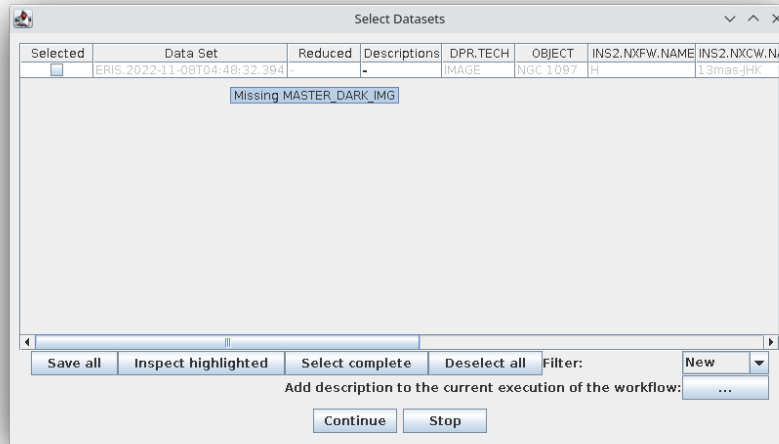 Select Datasets
Selected Data Set Reduced Descriptions DPR.TECH OBJECT INS2.NXFW.NAME INS2.NXCW.NA
ERIS.2022-11-08T04:48:32.394 - - IMAGE NGC 1097 H 13mas-JHK
Missing MASTER_DARK_IMG
Save all Inspect highlighted Select complete Deselect all Filter: New
Add description to the current execution of the workflow: ...
Continue Stop